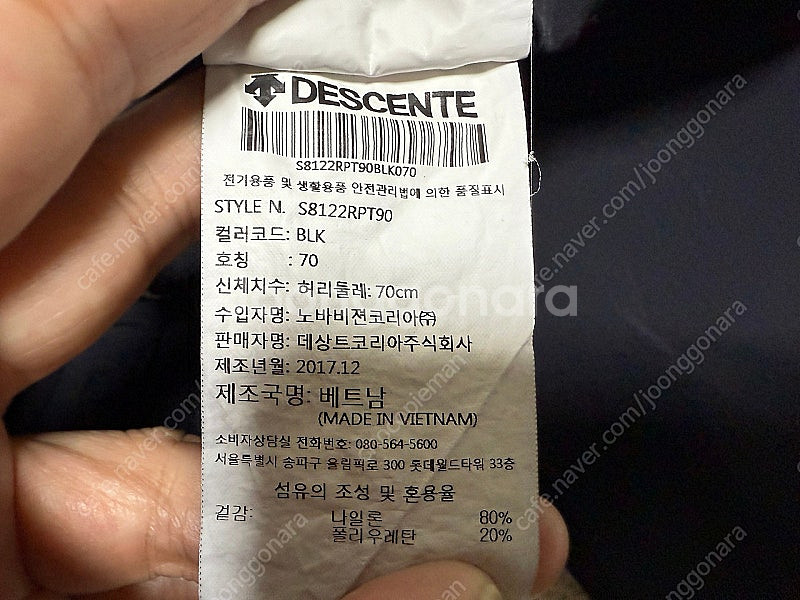 DESCENTE
S8122RPT90BLK070
전기용품 및 생활용품 안전관리법에 의한 품질표시
STYLE N. S8122RPT90
컬러코드: BLK
호칭 : 70
신체치수: 허리둘레: 70cm
수입자명: 노바비젼코리아㈜
판매자명: 데상트코리아주식회사
제조년월: 2017.12
제조국명: 베트남
(MADE IN VIETNAM)
소비자상담실 전화번호: 080-564-5600
서울특별시 송파구 올림픽로 300 롯데월드타워 33층
섬유의 조성 및 혼용율
겉감: 나일론 80%
폴리우레탄 20%
joonggonara
cafe.naver.com/joonggonara